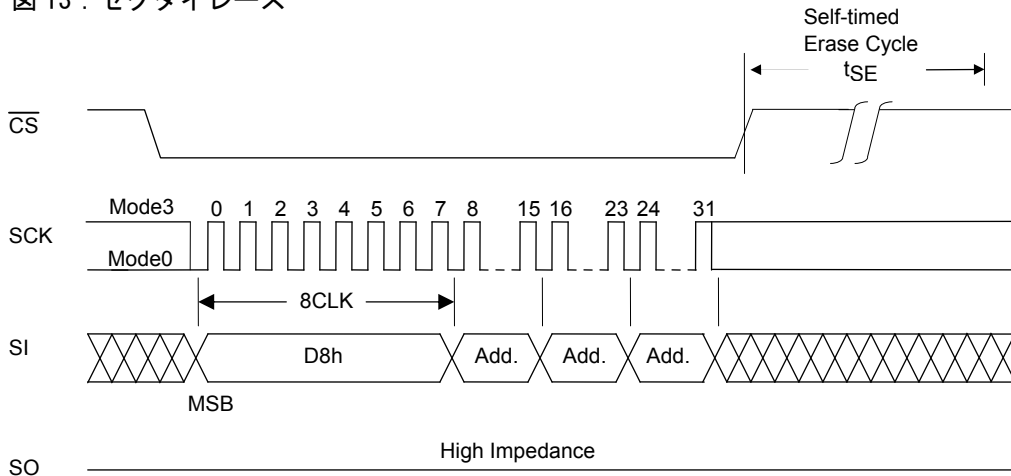 図 13 : セクタイレース
Self-timed
Erase Cycle
tSE
CS
Mode3
0 1 2 3 4 5 6 7 8 15 16 23 24 31
SCK
Mode0
8CLK
SI
D8h Add. Add. Add.
MSB
High Impedance
SO